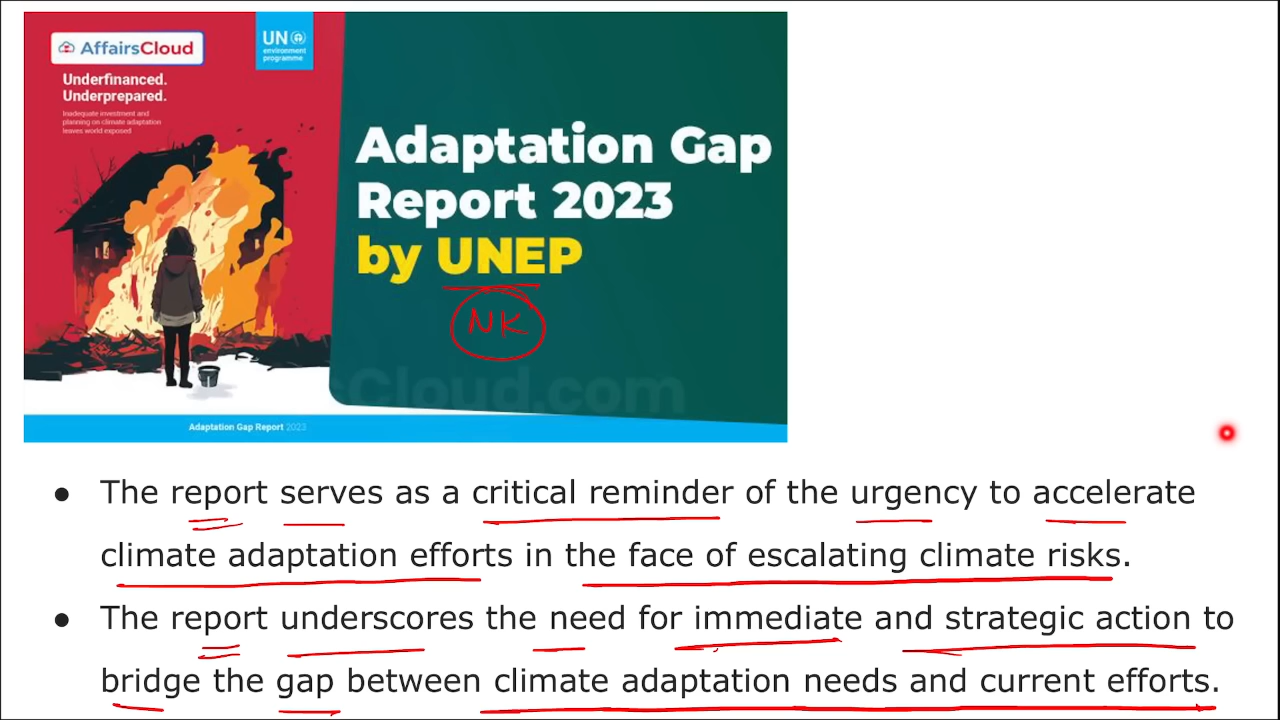 AffairsCloud
UN
environment
programme
Underfinanced.
Underprepared.
Inadequate investment and
planning on climate adaptation
leaves world exposed
Adaptation Gap
Report 2023
by UNEP
NK
sCloud.com
Adaptation Gap Report 2023
● The report serves as a critical reminder of the urgency to accelerate
climate adaptation efforts in the face of escalating climate risks.
● The report underscores the need for immediate and strategic action to
bridge the gap between climate adaptation needs and current efforts.